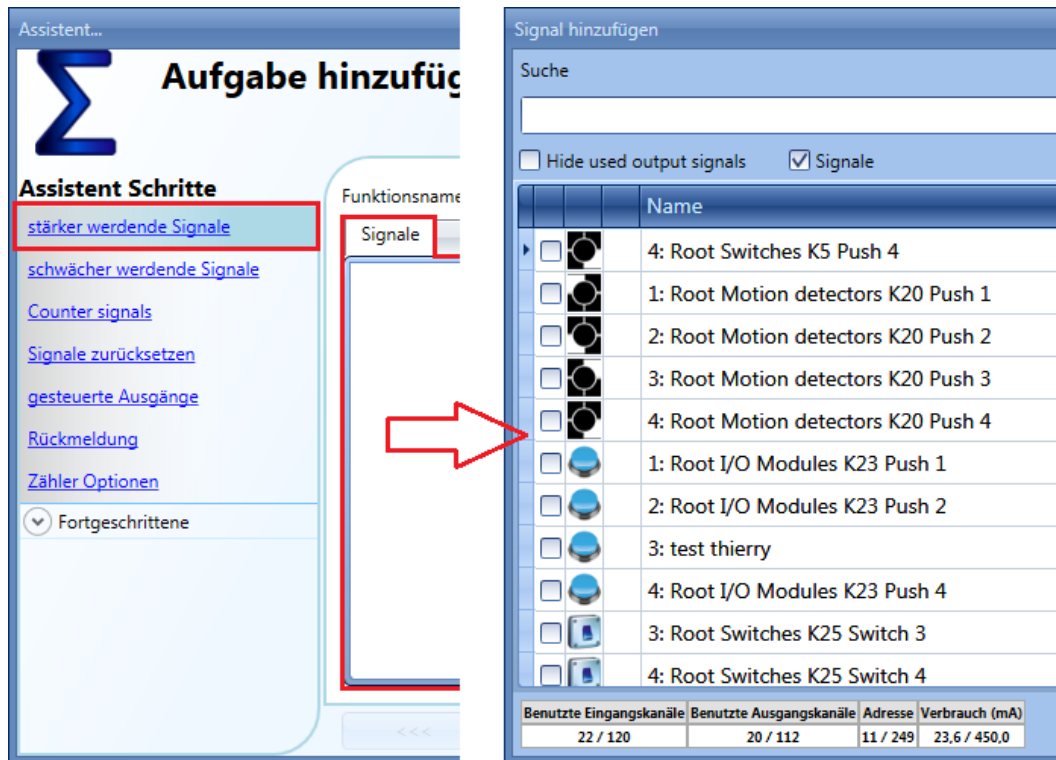 Assistent...
Aufgabe hinzufüg
Assistent Schritte
stärker werdende Signale
schwächer werdende Signale
Counter signals
Signale zurücksetzen
gesteuerte Ausgänge
Rückmeldung
Zähler Optionen
Fortgeschrittene
Funktionsname
Signale
<<<
Signal hinzufügen
Suche
Hide used output signals Signale
Name
4: Root Switches K5 Push 4
1: Root Motion detectors K20 Push 1
2: Root Motion detectors K20 Push 2
3: Root Motion detectors K20 Push 3
4: Root Motion detectors K20 Push 4
1: Root I/O Modules K23 Push 1
2: Root I/O Modules K23 Push 2
3: test thierry
4: Root I/O Modules K23 Push 4
3: Root Switches K25 Switch 3
4: Root Switches K25 Switch 4
Benutzte Eingangskanäle Benutzte Ausgangskanäle Adresse Verbrauch (mA)
22 / 120 20 / 112 11 / 249 23,6 / 450,0